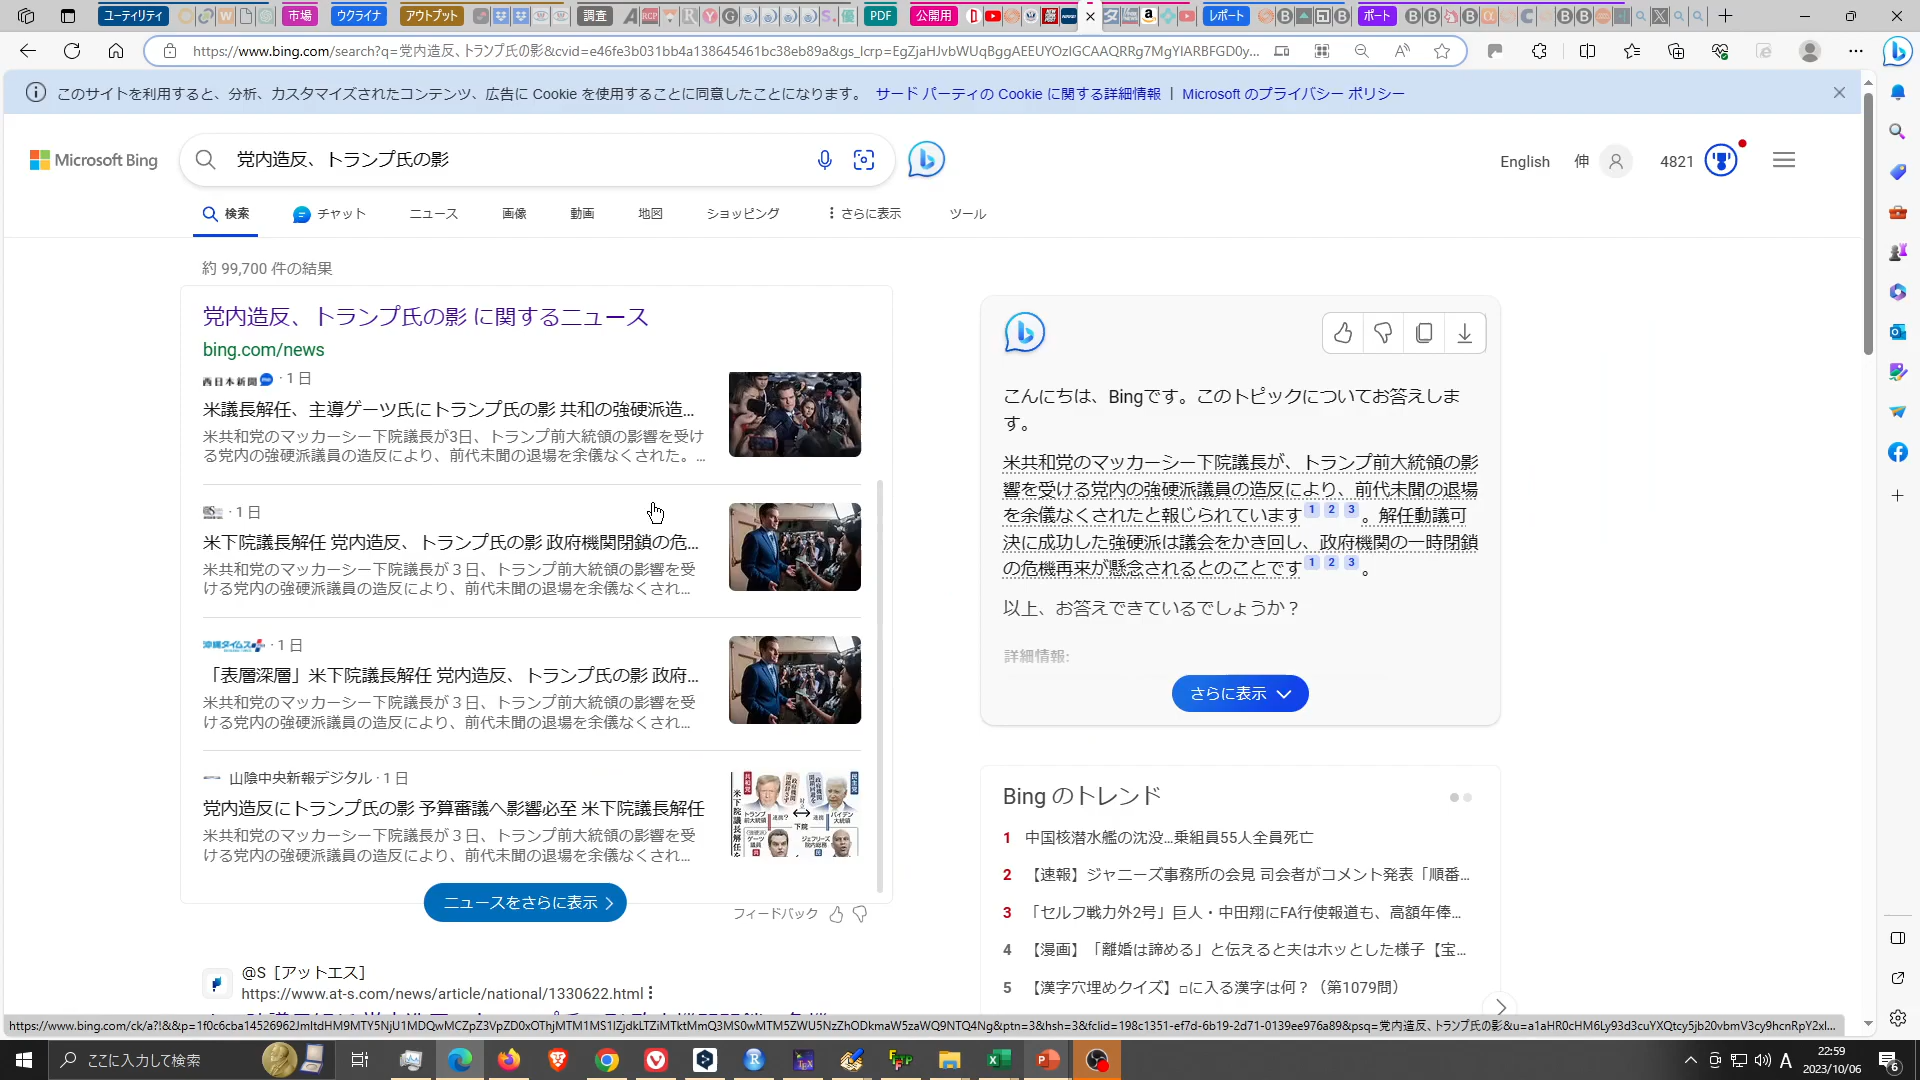 ユーティリティ
市場
ウクライナ
アウトプット
調査
PDF
公開用
レポート
ポート
https://www.bing.com/search?q=党内造反、トランプ氏の影&cvid=e46fe3b031bb4a138645461bc38eb89a&gs_lcrp=EgZjaHJvbWUqBggAEEUYOzIGCAAQRRg7MgYIARBFGD0y...
このサイトを利用すると、分析、カスタマイズされたコンテンツ、広告に Cookie を使用することに同意したことになります。 サード パーティの Cookie に関する詳細情報 | Microsoft のプライバシー ポリシー
Microsoft Bing
党内造反、トランプ氏の影
English
伸
4821
検索
チャット
ニュース
画像
動画
地図
ショッピング
さらに表示
ツール
約 99,700 件の結果
党内造反、トランプ氏の影 に関するニュース
bing.com/news
西日本新聞 · 1 日
米議長解任、主導ゲーツ氏にトランプ氏の影 共和の強硬派造...
米共和党のマッカーシー下院議長が3日、トランプ前大統領の影響を受け
る党内の強硬派議員の造反により、前代未聞の退場を余儀なくされた。...
· 1 日
米下院議長解任 党内造反、トランプ氏の影 政府機関閉鎖の危...
米共和党のマッカーシー下院議長が３日、トランプ前大統領の影響を受
ける党内の強硬派議員の造反により、前代未聞の退場を余儀なくされ...
沖縄タイムス · 1 日
「表層深層」米下院議長解任 党内造反、トランプ氏の影 政府...
米共和党のマッカーシー下院議長が３日、トランプ前大統領の影響を受
ける党内の強硬派議員の造反により、前代未聞の退場を余儀なくされ...
山陰中央新報デジタル · 1 日
党内造反にトランプ氏の影 予算審議へ影響必至 米下院議長解任
米共和党のマッカーシー下院議長が３日、トランプ前大統領の影響を受
ける党内の強硬派議員の造反により、前代未聞の退場を余儀なくされ...
ニュースをさらに表示
フィードバック
@S［アットエス］
https://www.at-s.com/news/article/national/1330622.html
こんにちは、Bingです。このトピックについてお答えしま
す。
米共和党のマッカーシー下院議長が、トランプ前大統領の影
響を受ける党内の強硬派議員の造反により、前代未聞の退場
を余儀なくされたと報じられています 1 2 3 。解任動議可
決に成功した強硬派は議会をかき回し、政府機関の一時閉鎖
の危機再来が懸念されるとのことです 1 2 3 。
以上、お答えできているでしょうか？
詳細情報:
さらに表示
Bing のトレンド
1 中国核潜水艦の沈没...乗組員55人全員死亡
2 【速報】ジャニーズ事務所の会見 司会者がコメント発表「順番...
3 「セルフ戦力外2号」巨人・中田翔にFA行使報道も、高額年俸...
4 【漫画】「離婚は諦める」と伝えると夫はホッとした様子【宝...
5 【漢字穴埋めクイズ】□に入る漢字は何？（第1079問）
ここに入力して検索
A
22:59
2023/10/06
6